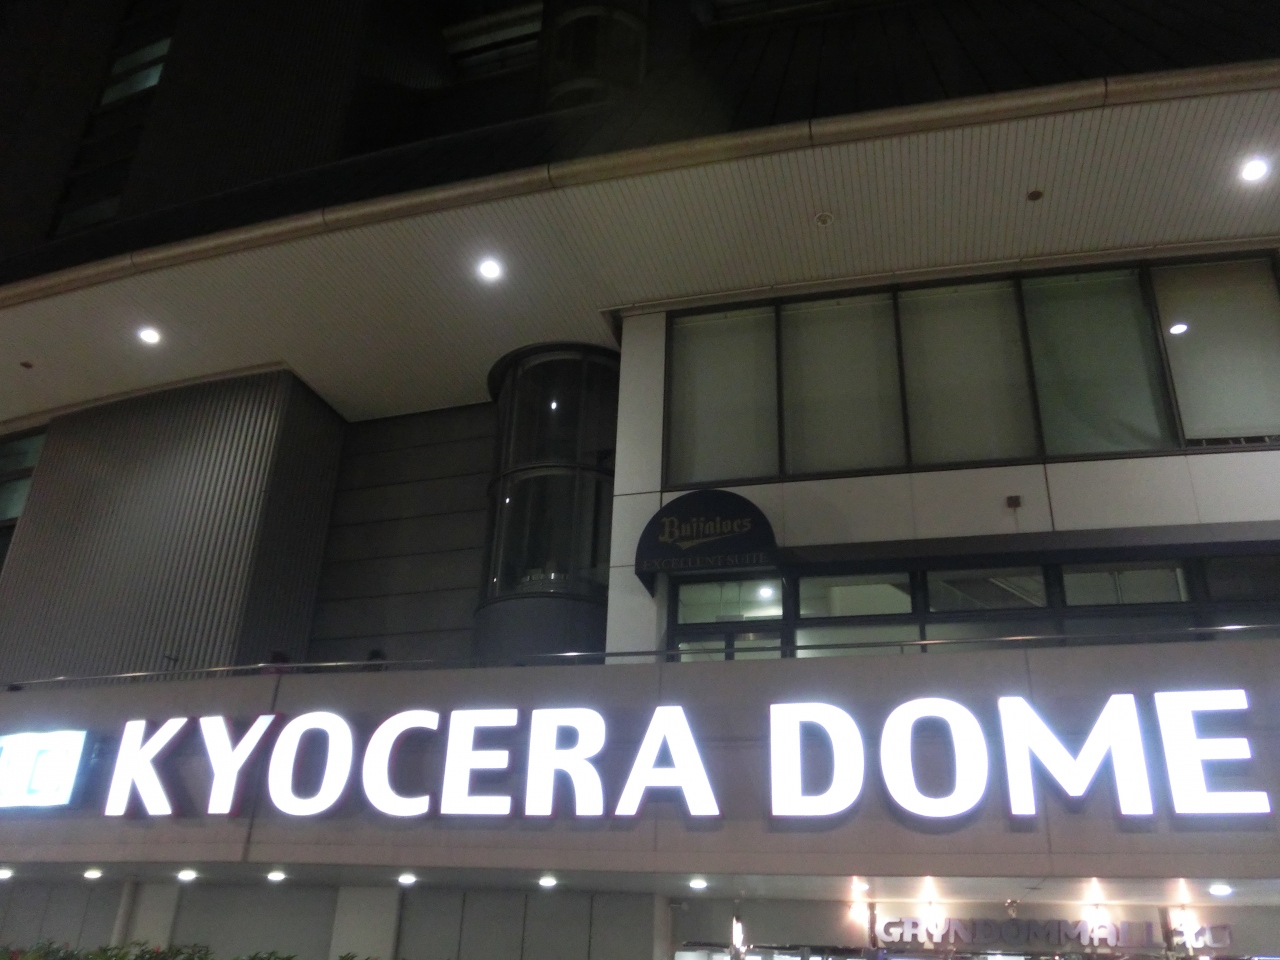 Buffaloes
EXCELLENT SUITE
KYOCERA DOME